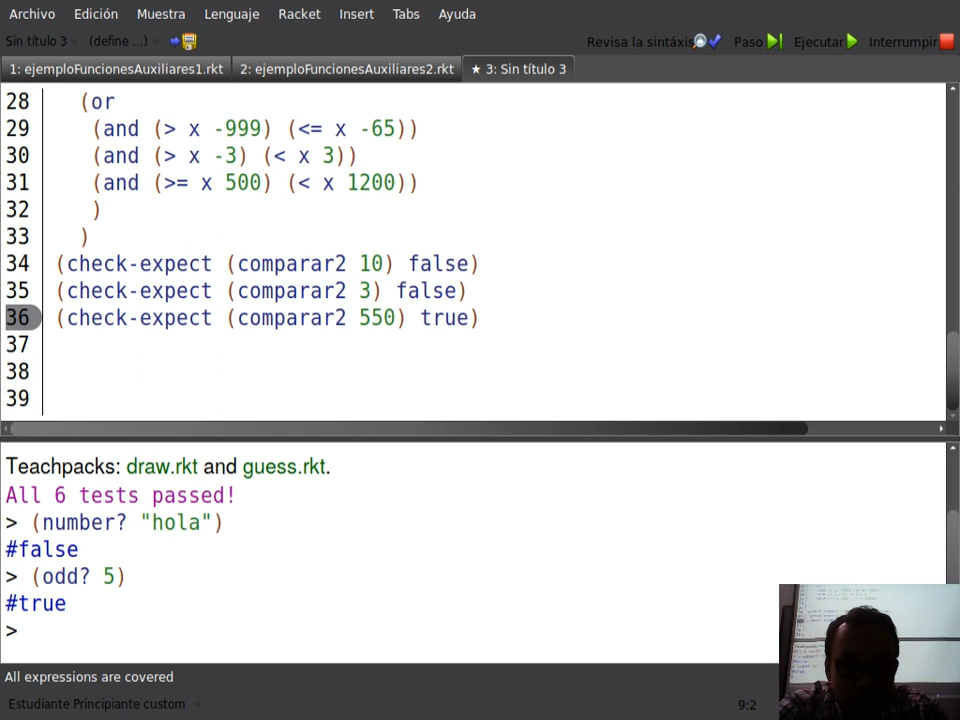 Archivo Edición Muestra Lenguaje Racket Insert Tabs Ayuda
Sin título 3 (define ...) Revisa la sintáxis Paso Ejecutar Interrumpir
1: ejemploFuncionesAuxiliares1.rkt 2: ejemploFuncionesAuxiliares2.rkt ★ 3: Sin título 3
28 (or
29 (and (> x -999) (<= x -65))
30 (and (> x -3) (< x 3))
31 (and (>= x 500) (< x 1200))
32 )
33 )
34 (check-expect (comparar2 10) false)
35 (check-expect (comparar2 3) false)
36 (check-expect (comparar2 550) true)
37
38
39
Teachpacks: draw.rkt and guess.rkt.
All 6 tests passed!
> (number? "hola")
#false
> (odd? 5)
#true
>
All expressions are covered
Estudiante Principiante custom 9:2